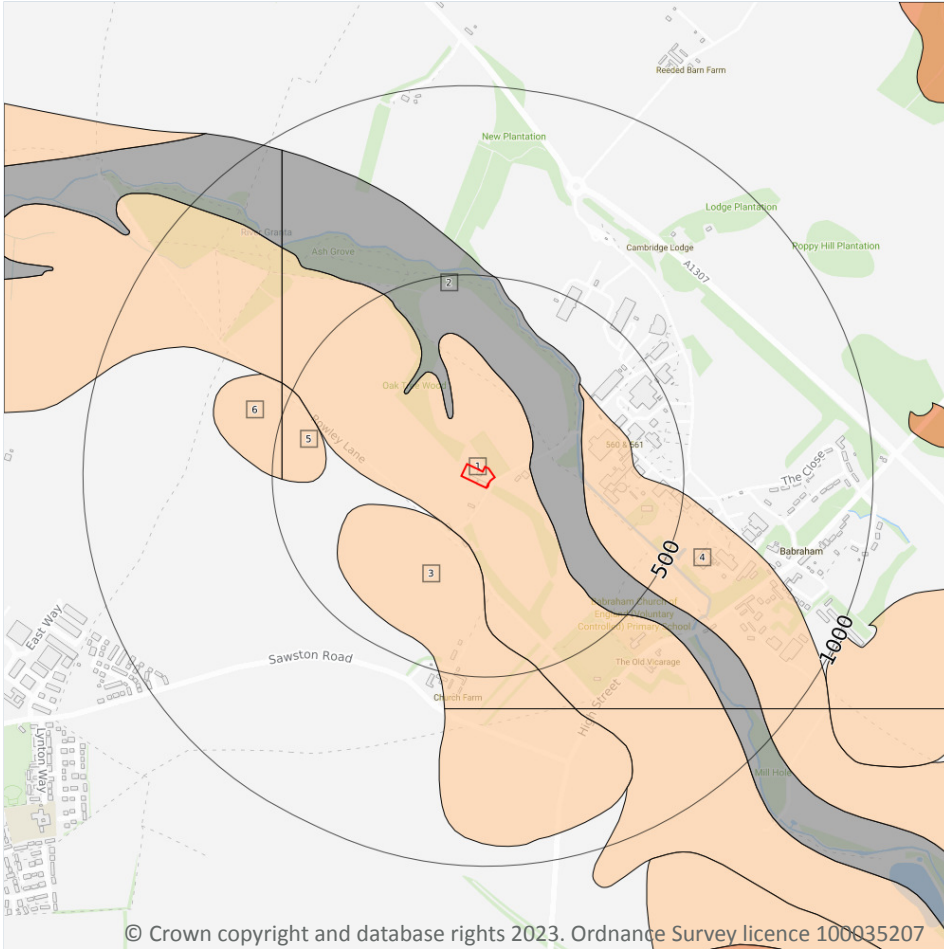 Reeded Barn Farm
New Plantation
Lodge Plantation
River Granta
Ash Grove
Cambridge Lodge
Poppy Hill Plantation
A1307
2
Oak Tree Wood
6
5
Rowley Lane
560 & 561
1
The Close
500
4
Babraham
3
Babraham Church of
England (Voluntary
Controlled) Primary School
East Way
1000
Sawston Road
The Old Vicarage
Church Farm
High Street
Lynton Way
Mill Hole
© Crown copyright and database rights 2023. Ordnance Survey licence 100035207